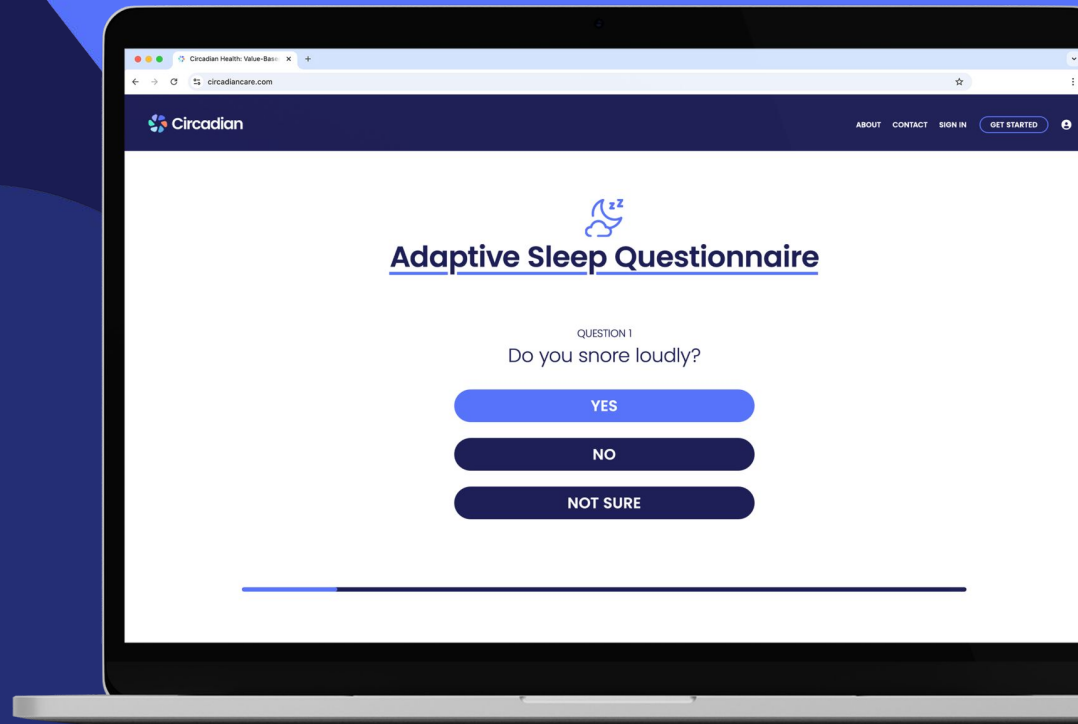 Circadian Health: Value-Base
circadiancare.com
Circadian
ABOUT CONTACT SIGN IN GET STARTED
zz
Adaptive Sleep Questionnaire
QUESTION 1
Do you snore loudly?
YES
NO
NOT SURE